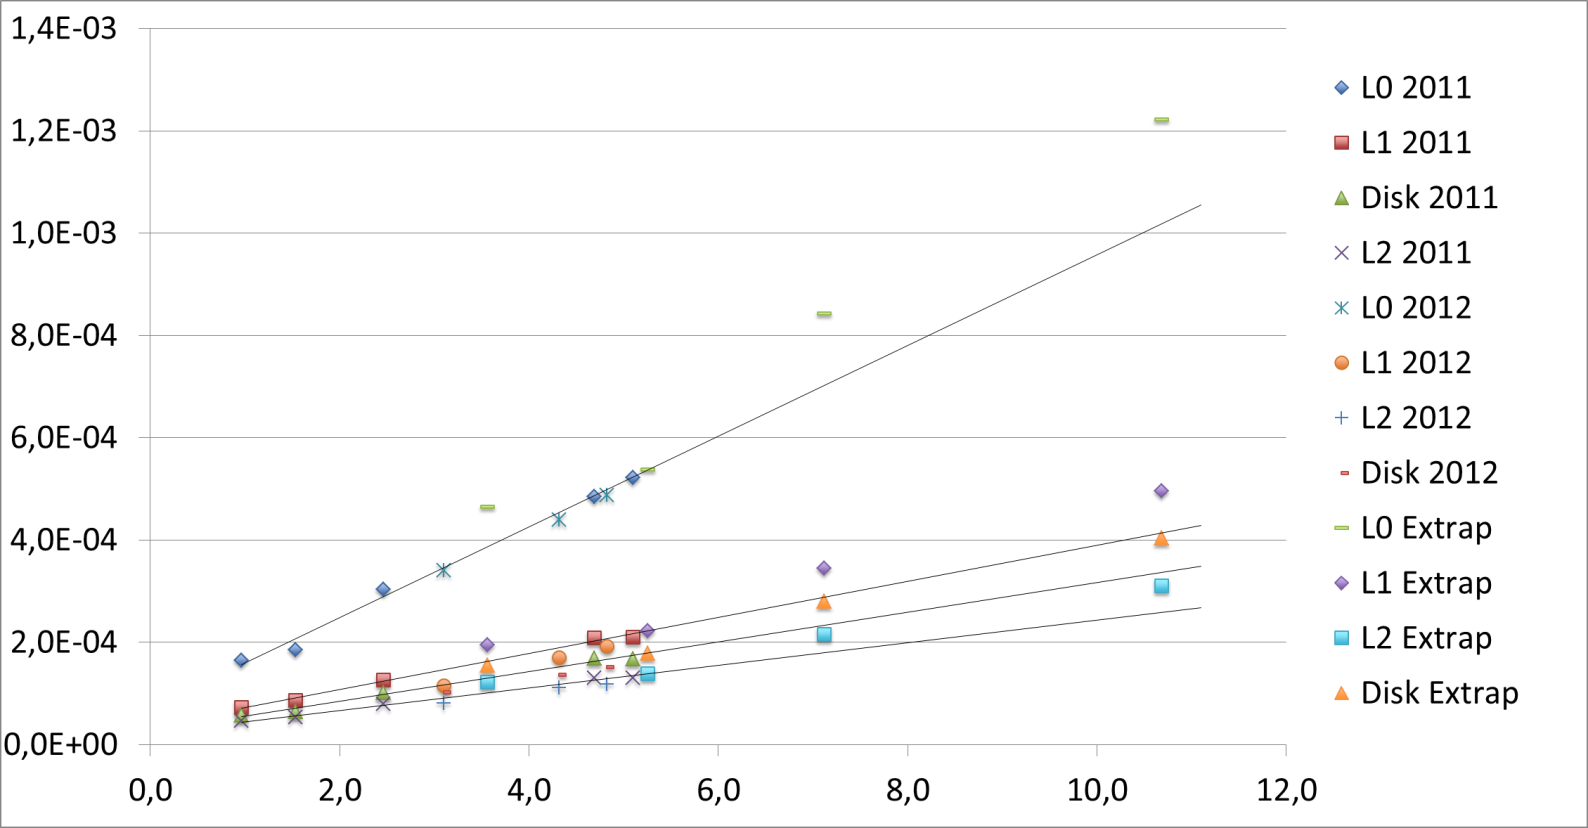 1,4E-03
1,2E-03
1,0E-03
8,0E-04
6,0E-04
4,0E-04
2,0E-04
0,0E+00
0,0 2,0 4,0 6,0 8,0 10,0 12,0
L0 2011
L1 2011
Disk 2011
L2 2011
L0 2012
L1 2012
L2 2012
Disk 2012
L0 Extrap
L1 Extrap
L2 Extrap
Disk Extrap